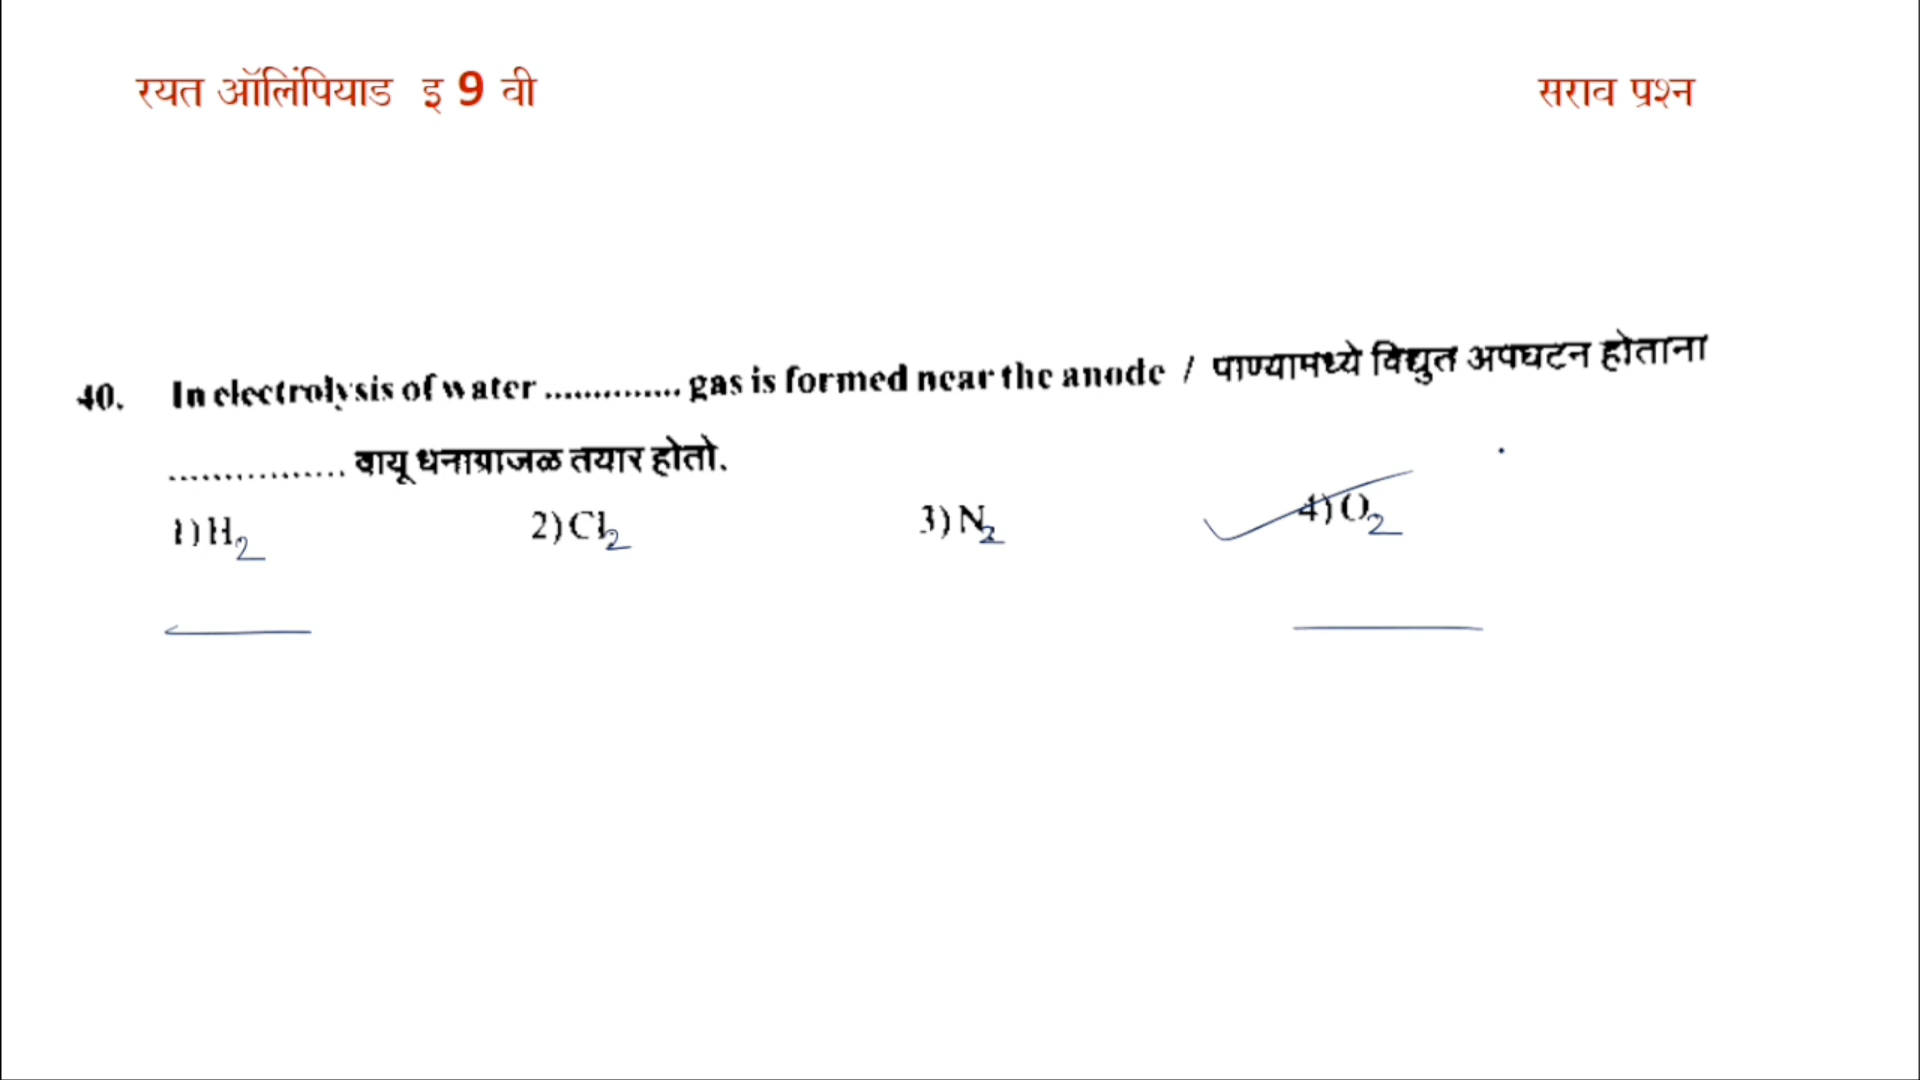 रयत ऑलिंपियाड इ 9 वी सराव प्रश्न
40. In electrolysis of water .............. gas is formed near the anode / पाण्यामध्ये विद्युत अपघटन होताना
................ वायू धनाग्राजळ तयार होतो.
1) H2 2) Cl2 3) N2 4) O2